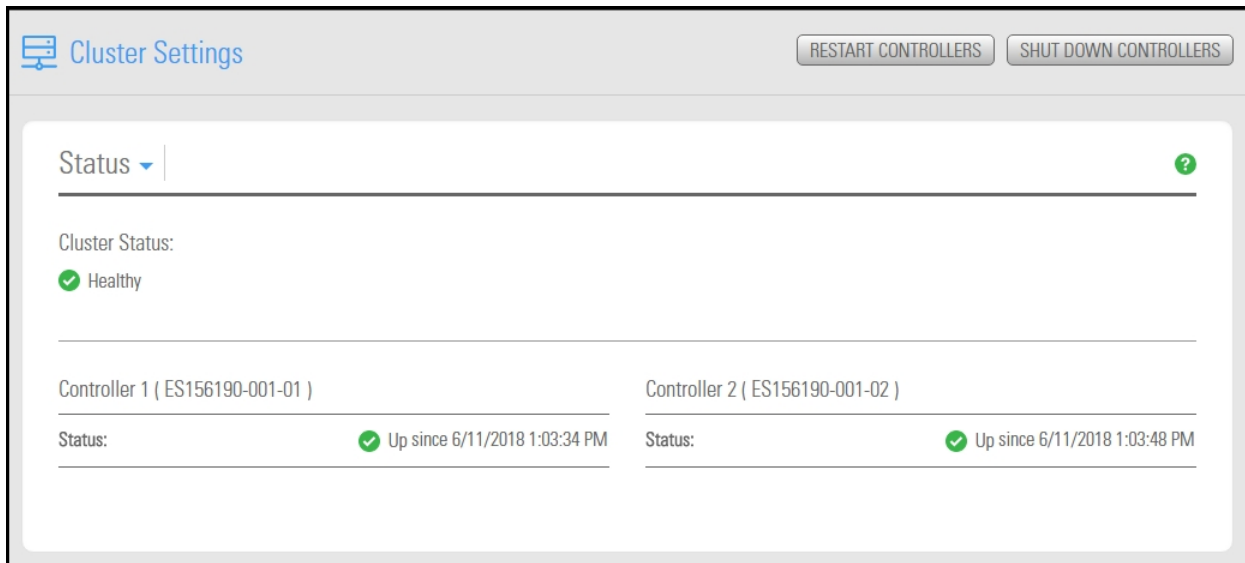 Cluster Settings
RESTART CONTROLLERS
SHUT DOWN CONTROLLERS
Status
?
Cluster Status:
Healthy
Controller 1 ( ES156190-001-01 )
Status:
Up since 6/11/2018 1:03:34 PM
Controller 2 ( ES156190-001-02 )
Status:
Up since 6/11/2018 1:03:48 PM